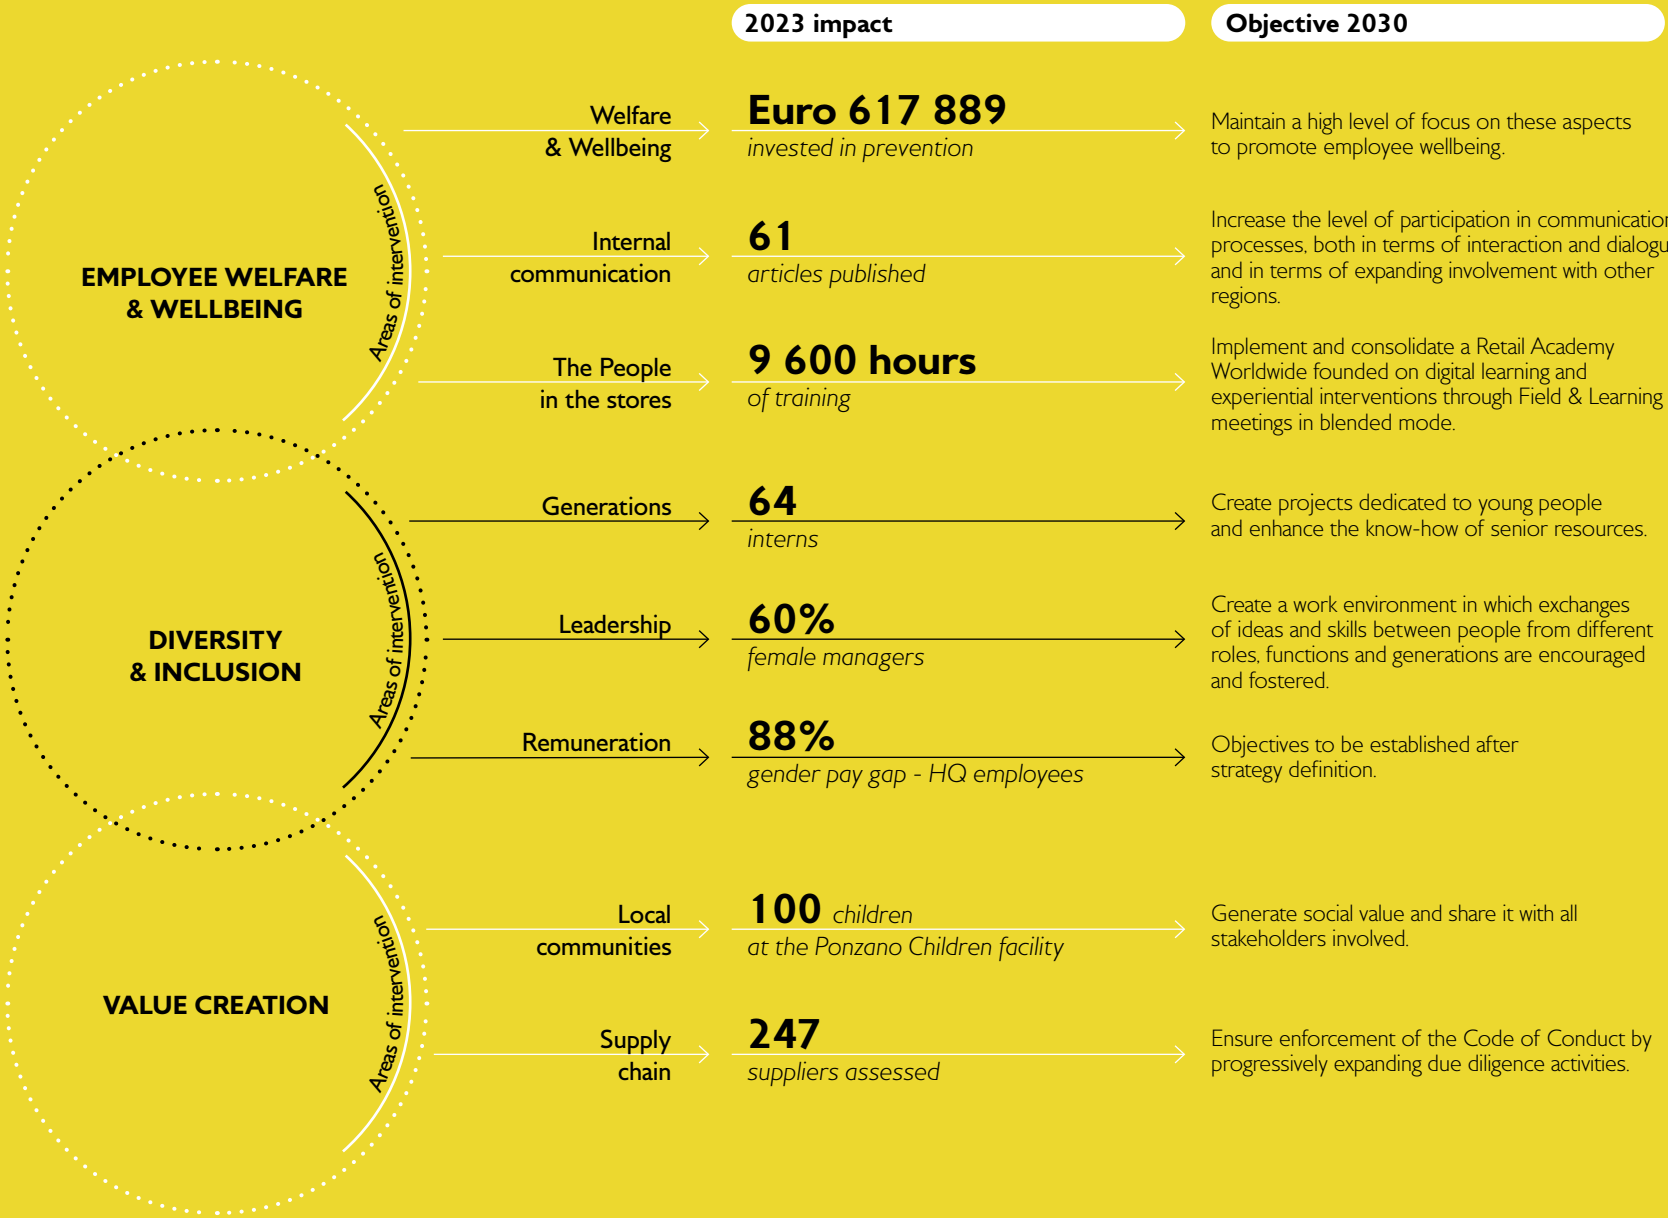 2023 impact
Objective 2030
EMPLOYEE WELFARE
& WELLBEING
Areas of intervention
Welfare
& Wellbeing
Euro 617 889
invested in prevention
Maintain a high level of focus on these aspects
to promote employee wellbeing.
Internal
communication
61
articles published
Increase the level of participation in communication
processes, both in terms of interaction and dialogu
and in terms of expanding involvement with other
regions.
The People
in the stores
9 600 hours
of training
Implement and consolidate a Retail Academy
Worldwide founded on digital learning and
experiential interventions through Field & Learning
meetings in blended mode.
DIVERSITY
& INCLUSION
Areas of intervention
Generations
64
interns
Create projects dedicated to young people
and enhance the know-how of senior resources.
Leadership
60%
female managers
Create a work environment in which exchanges
of ideas and skills between people from different
roles, functions and generations are encouraged
and fostered.
Remuneration
88%
gender pay gap - HQ employees
Objectives to be established after
strategy definition.
VALUE CREATION
Areas of intervention
Local
communities
100 children
at the Ponzano Children facility
Generate social value and share it with all
stakeholders involved.
Supply
chain
247
suppliers assessed
Ensure enforcement of the Code of Conduct by
progressively expanding due diligence activities.